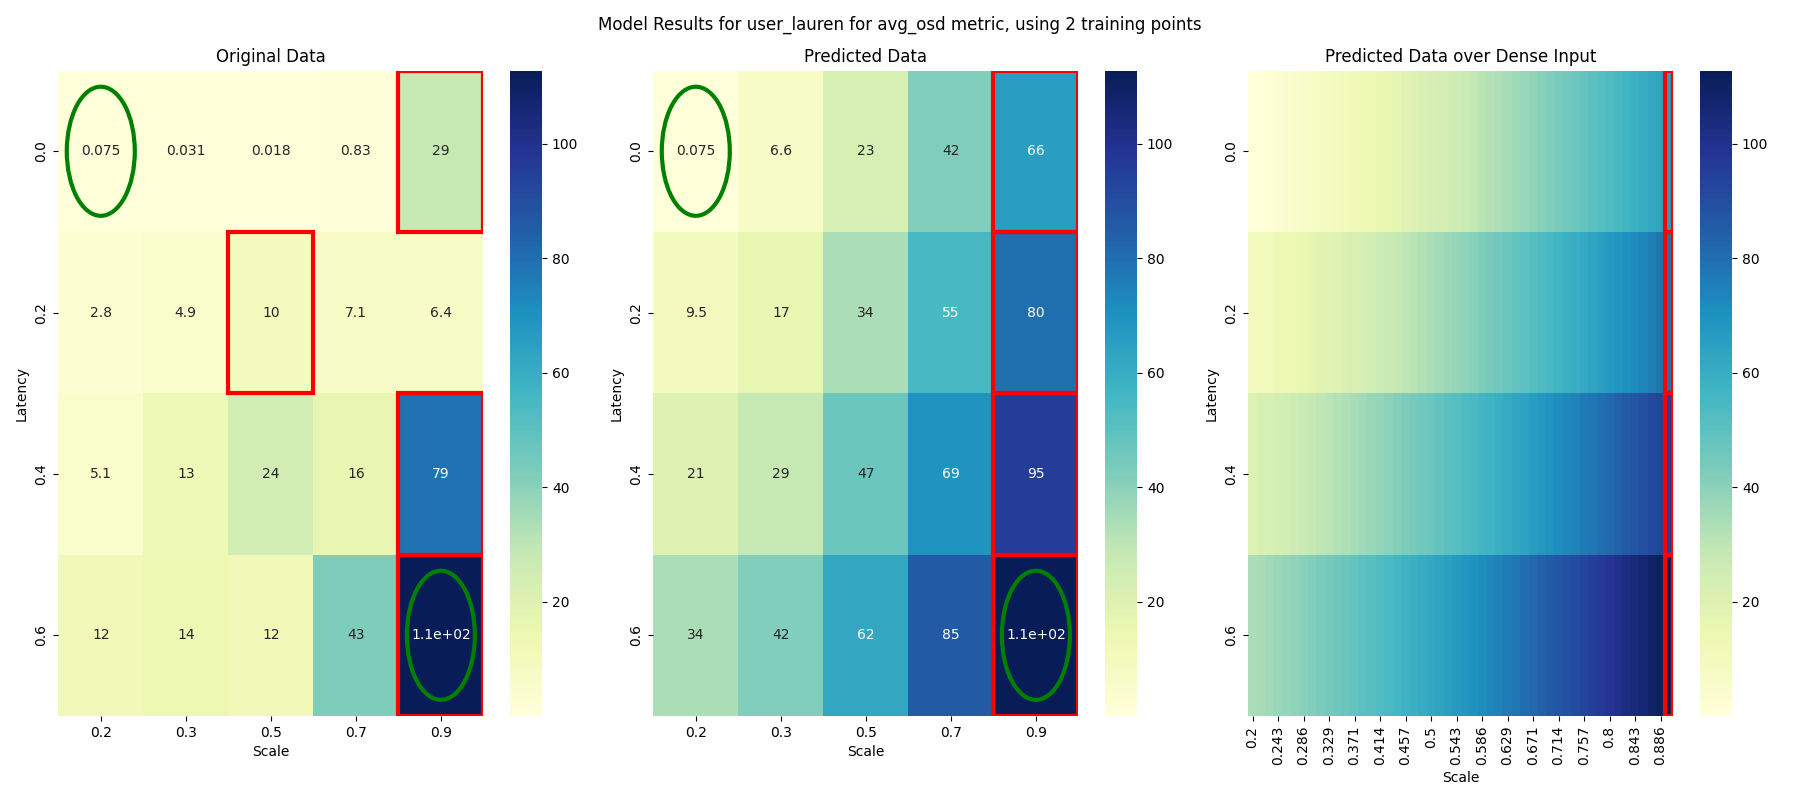 Model Results for user_lauren for avg_osd metric, using 2 training points
Original Data
Latency
0.0 0.075 0.031 0.018 0.83 29
0.2 2.8 4.9 10 7.1 6.4
0.4 5.1 13 24 16 79
0.6 12 14 12 43 1.1e+02
0.2 0.3 0.5 0.7 0.9
Scale
100
80
60
40
20
Predicted Data
Latency
0.0 0.075 6.6 23 42 66
0.2 9.5 17 34 55 80
0.4 21 29 47 69 95
0.6 34 42 62 85 1.1e+02
0.2 0.3 0.5 0.7 0.9
Scale
100
80
60
40
20
Predicted Data over Dense Input
Latency
0.0
0.2
0.4
0.6
0.2 0.243 0.286 0.329 0.371 0.414 0.457 0.5 0.543 0.586 0.629 0.671 0.714 0.757 0.8 0.843 0.886
Scale
100
80
60
40
20